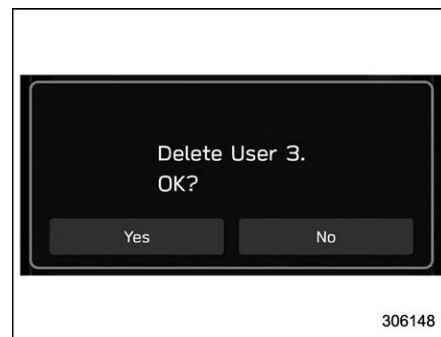 Delete User 3.
OK?
Yes
No
306148